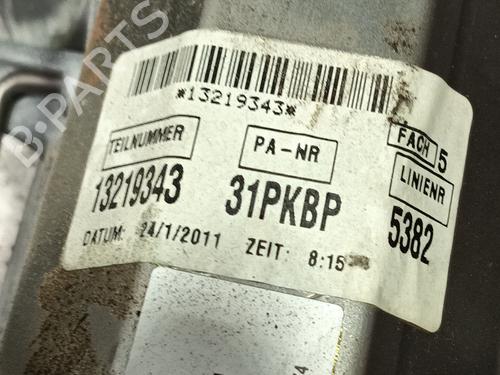 *13219343*
TEILNUMMER PA-NR FACH 5
13219343 31PKBP LINIENR
5382
DATUM: 24/1/2011 ZEIT: 8:15
B-PARTS